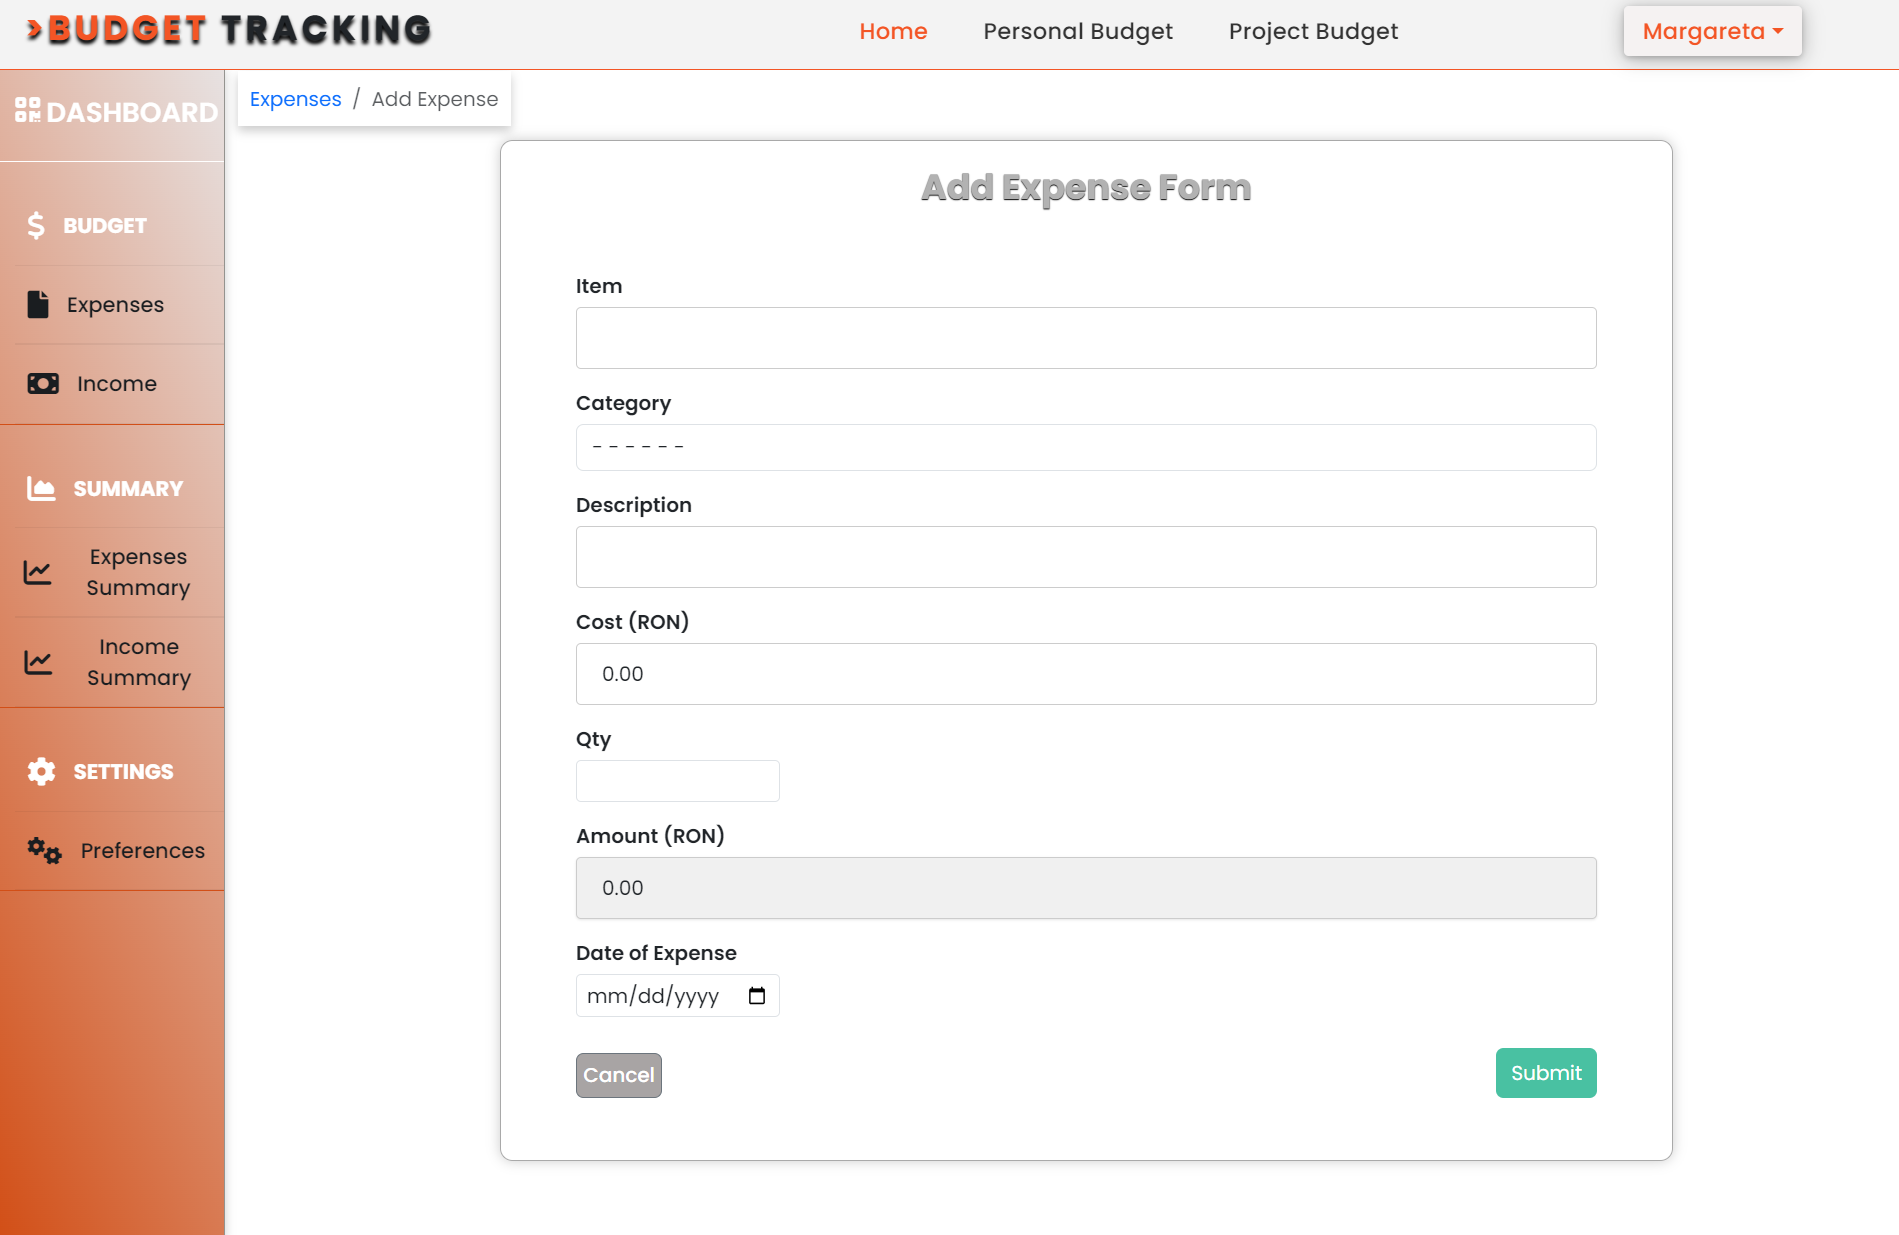 >BUDGET TRACKING
Home Personal Budget Project Budget Margareta
DASHBOARD
Expenses / Add Expense
BUDGET
Expenses
Income
SUMMARY
Expenses
Summary
Income
Summary
SETTINGS
Preferences
Add Expense Form
Item
Category
------
Description
Cost (RON)
0.00
Qty
Amount (RON)
0.00
Date of Expense
mm/dd/yyyy
Cancel Submit